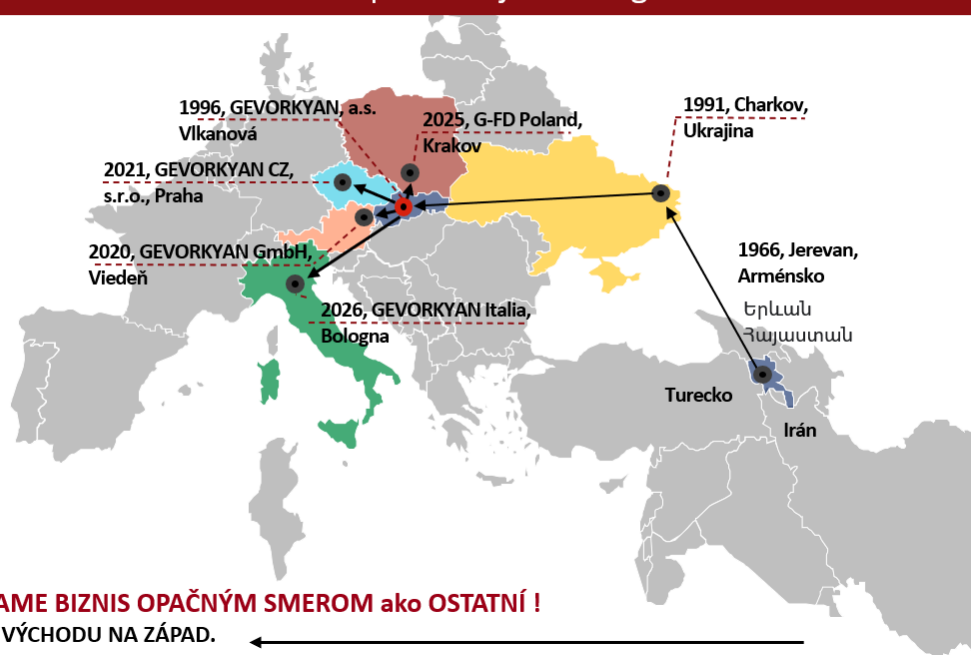 1996, GEVORKYAN, a.s.
Vlkanová
2025, G-FD Poland,
Krakov
1991, Charkov,
Ukrajina
2021, GEVORKYAN CZ,
s.r.o., Praha
2020, GEVORKYAN GmbH,
Viedeň
1966, Jerevan,
Arménsko
Երևան
Հայաստան
2026, GEVORKYAN Italia,
Bologna
Turecko
Irán
AME BIZNIS OPAČNÝM SMEROM ako OSTATNÍ !
VÝCHODU NA ZÁPAD.